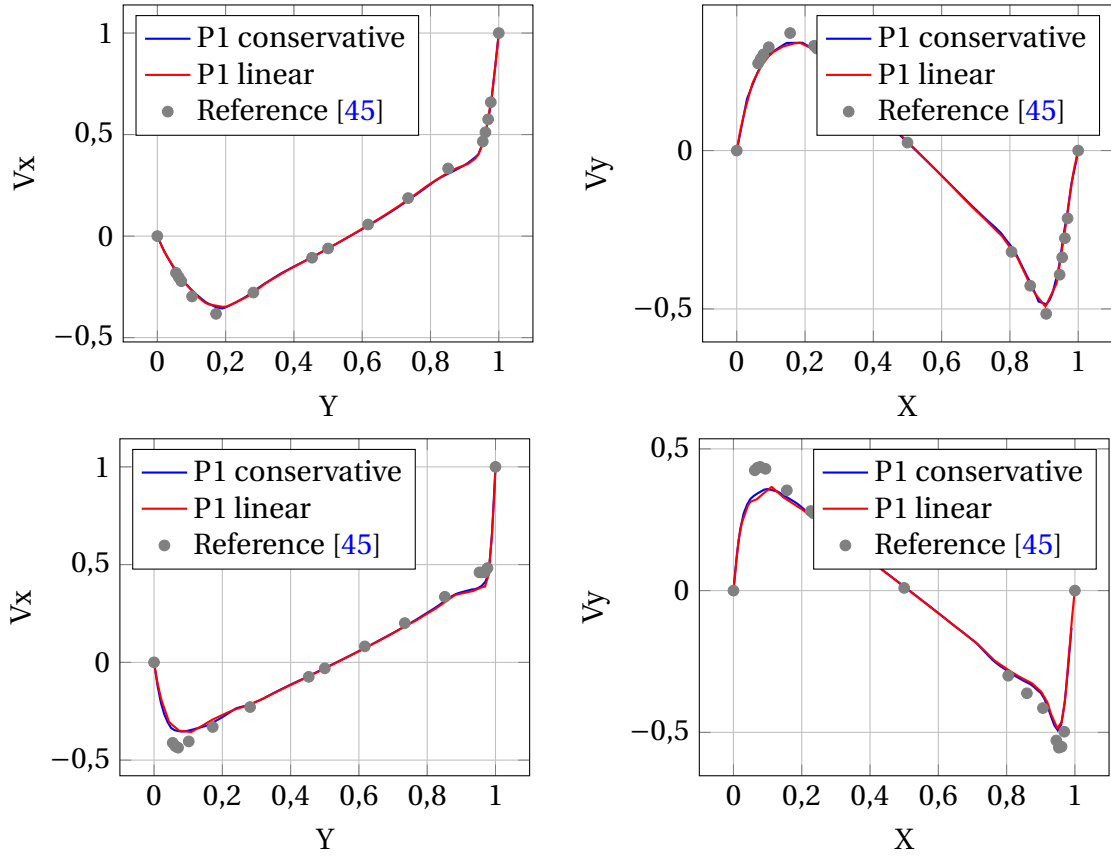 1
0,5
0
−0,5
Vx
P1 conservative
P1 linear
Reference [45]
0 0,2 0,4 0,6 0,8 1
Y
0
−0,5
Vy
P1 conservative
P1 linear
Reference [45]
0 0,2 0,4 0,6 0,8 1
X
1
0,5
0
−0,5
Vx
P1 conservative
P1 linear
Reference [45]
0 0,2 0,4 0,6 0,8 1
Y
0,5
0
−0,5
Vy
P1 conservative
P1 linear
Reference [45]
0 0,2 0,4 0,6 0,8 1
X